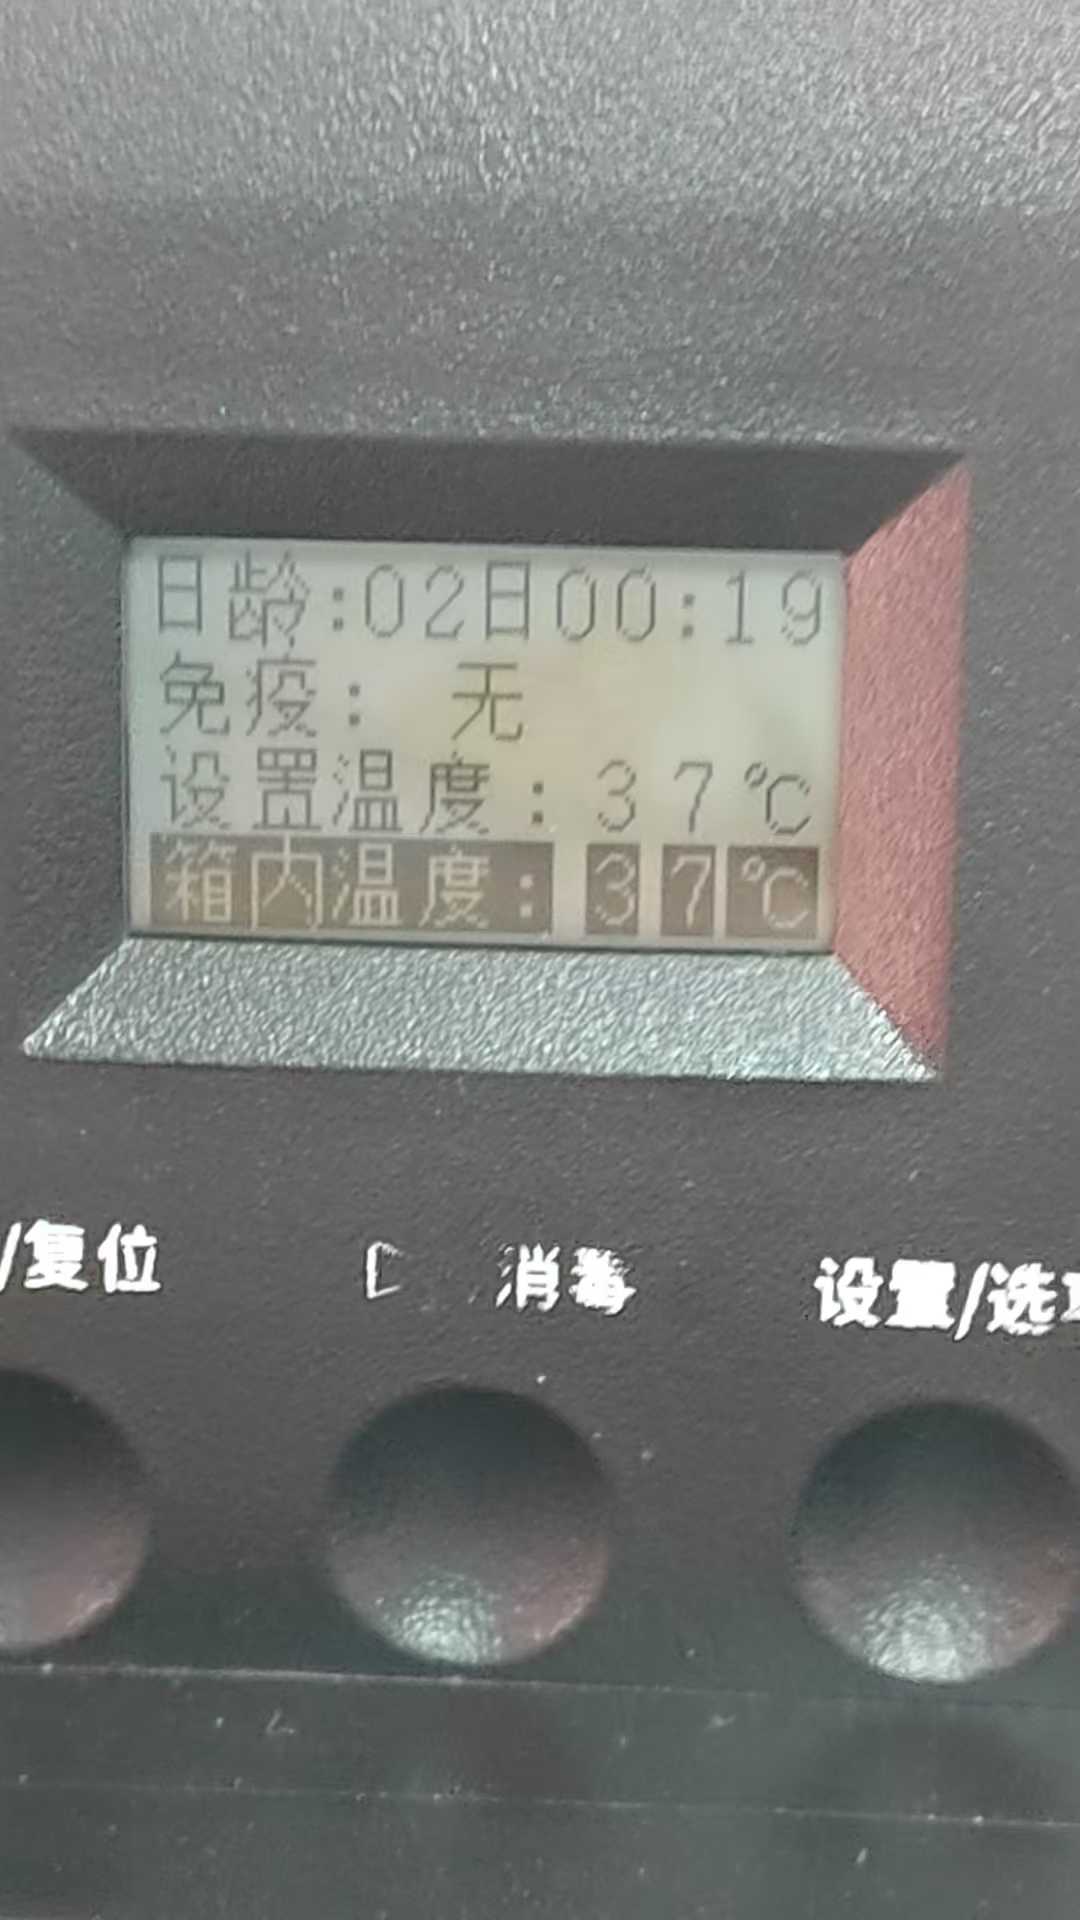 日龄:02日00:19
免疫: 无
设置温度:37℃
箱内温度:37℃
/复位 消毒 设置/选